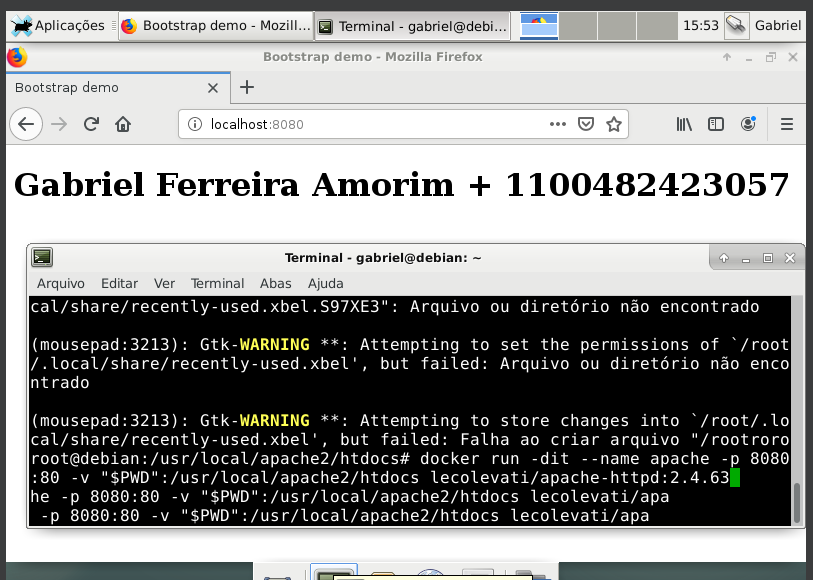 Aplicações
Bootstrap demo - Mozill...
Terminal - gabriel@debi...
15:53
Gabriel
Bootstrap demo - Mozilla Firefox
Bootstrap demo
localhost:8080
Gabriel Ferreira Amorim + 1100482423057
Terminal - gabriel@debian: ~
Arquivo Editar Ver Terminal Abas Ajuda
cal/share/recently-used.xbel.S97XE3": Arquivo ou diretório não encontrado
(mousepad:3213): Gtk-WARNING **: Attempting to set the permissions of `/root
/.local/share/recently-used.xbel', but failed: Arquivo ou diretório não enco
ntrado
(mousepad:3213): Gtk-WARNING **: Attempting to store changes into `/root/.lo
cal/share/recently-used.xbel', but failed: Falha ao criar arquivo "/rootroro
root@debian:/usr/local/apache2/htdocs# docker run -dit --name apache -p 8080
:80 -v "$PWD":/usr/local/apache2/htdocs lecolevati/apache-httpd:2.4.63
he -p 8080:80 -v "$PWD":/usr/local/apache2/htdocs lecolevati/apa
-p 8080:80 -v "$PWD":/usr/local/apache2/htdocs lecolevati/apa